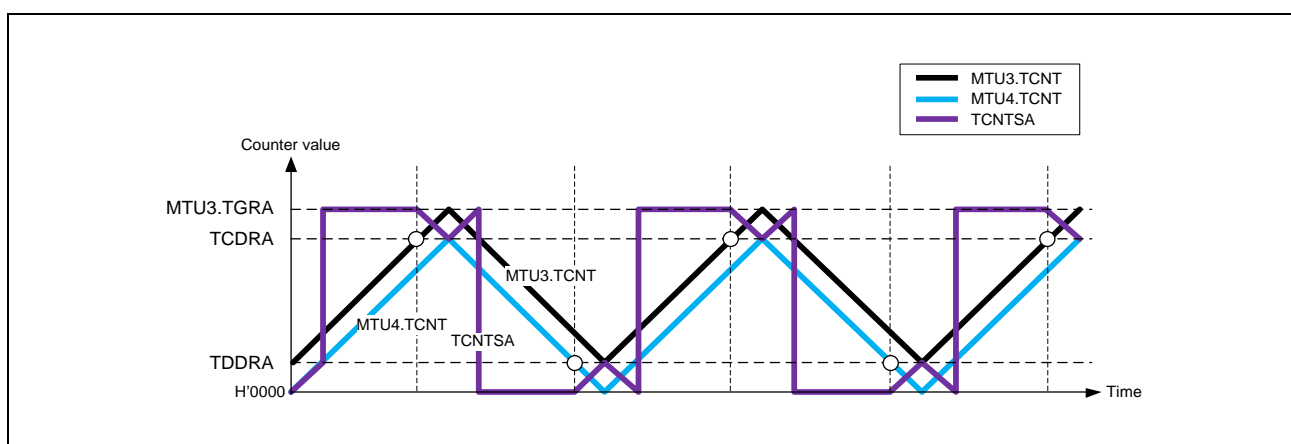 MTU3.TCNT
MTU4.TCNT
TCNTSA
Counter value
MTU3.TGRA
TCDRA
MTU3.TCNT
MTU4.TCNT
TCNTSA
TDDRA
H'0000
Time